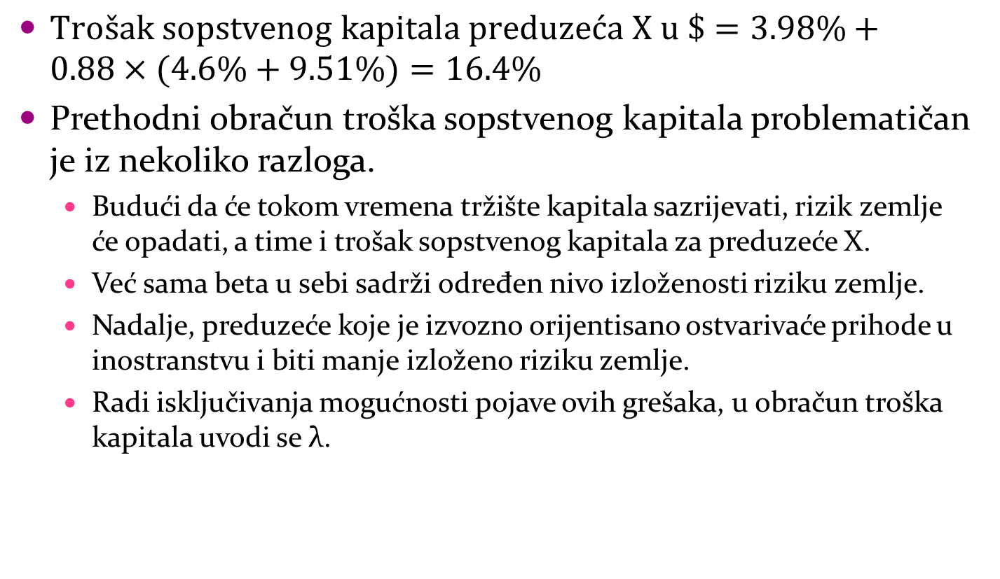 • Trošak sopstvenog kapitala preduzeća X u $ = 3.98% +
0.88 × (4.6% + 9.51%) = 16.4%
• Prethodni obračun troška sopstvenog kapitala problematičan
je iz nekoliko razloga.
• Budući da će tokom vremena tržište kapitala sazrijevati, rizik zemlje
će opadati, a time i trošak sopstvenog kapitala za preduzeće X.
• Već sama beta u sebi sadrži određen nivo izloženosti riziku zemlje.
• Nadalje, preduzeće koje je izvozno orijentisano ostvarivaće prihode u
inostranstvu i biti manje izloženo riziku zemlje.
• Radi isključivanja mogućnosti pojave ovih grešaka, u obračun troška
kapitala uvodi se λ.